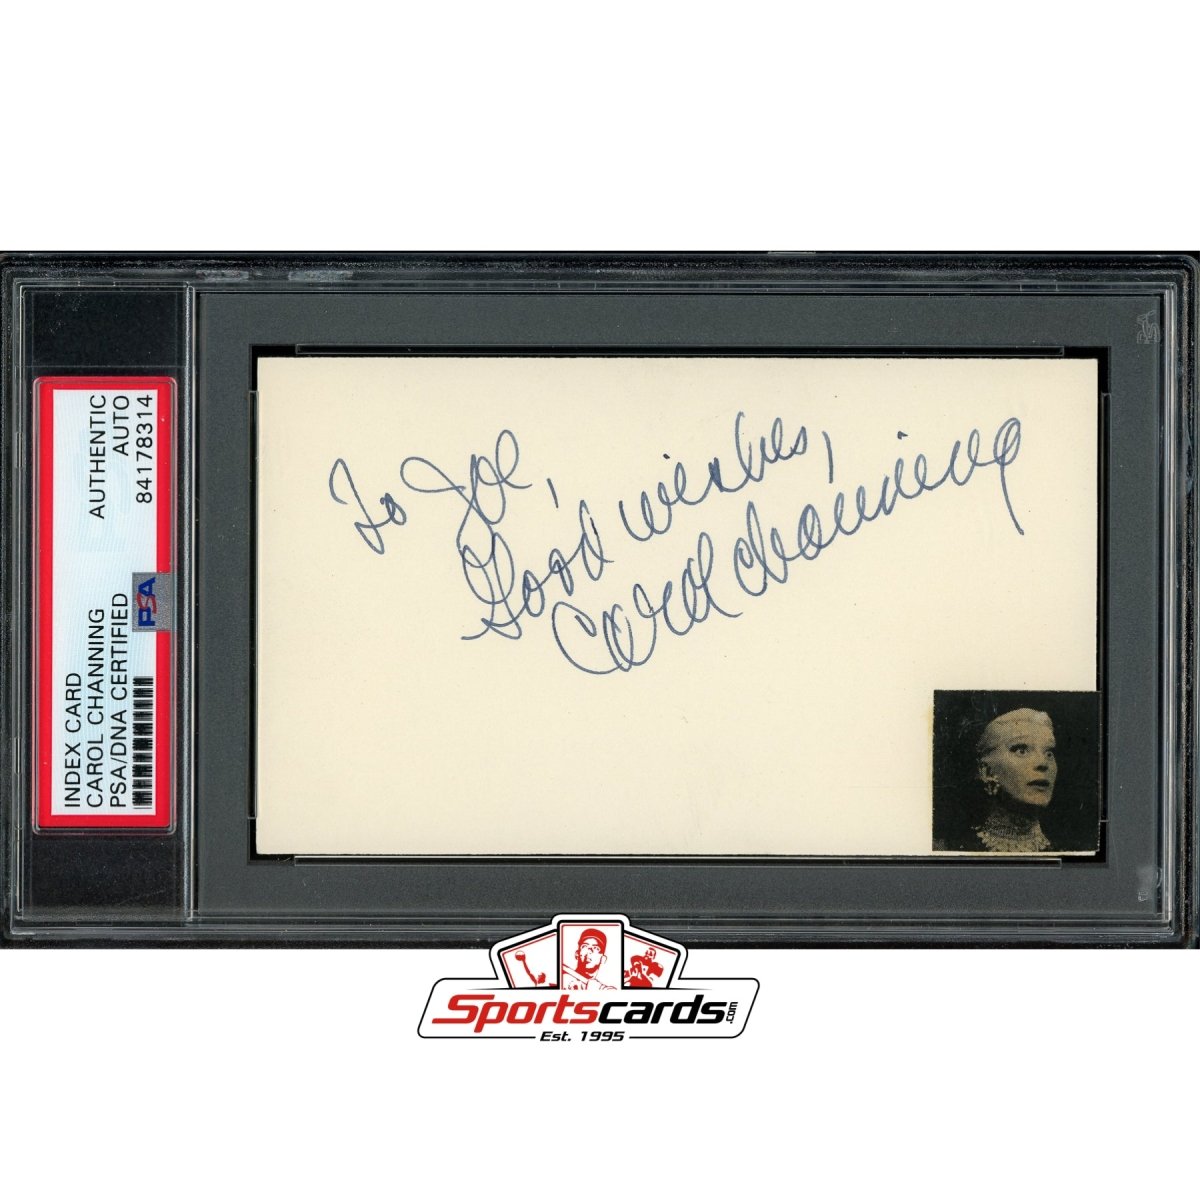 INDEX CARD
CAROL CHANNING
PSA/DNA CERTIFIED
AUTHENTIC
AUTO
84178314
PSA
To Joe,
Good wishes,
Carol Channing
Sportscards.com
Est. 1995